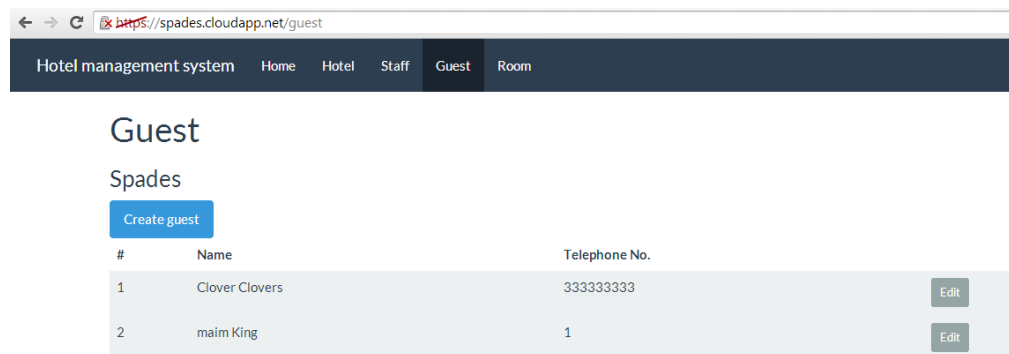 https://spades.cloudapp.net/guest
Hotel management system Home Hotel Staff Guest Room
Guest
Spades
Create guest
# Name Telephone No.
1 Clover Clovers 333333333 Edit
2 maim King 1 Edit